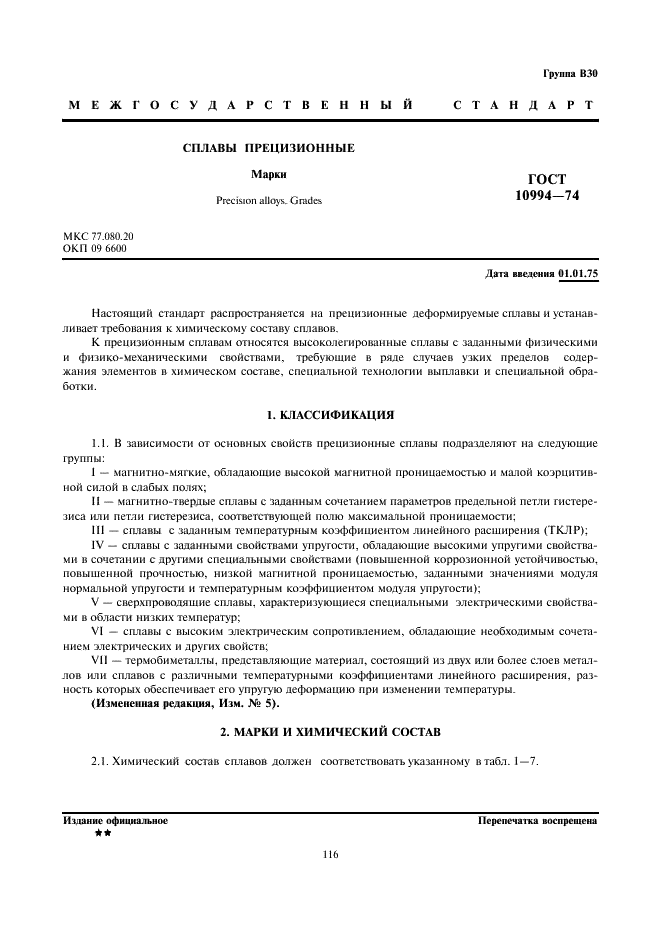 Группа В30
МЕЖГОСУДАРСТВЕННЫЙ СТАНДАРТ
СПЛАВЫ ПРЕЦИЗИОННЫЕ
Марки
Precision alloys. Grades
ГОСТ
10994—74
МКС 77.080.20
ОКП 09 6600
Дата введения 01.01.75
Настоящий стандарт распространяется на прецизионные деформируемые сплавы и устанав-
ливает требования к химическому составу сплавов.
К прецизионным сплавам относятся высоколегированные сплавы с заданными физическими
и физико-механическими свойствами, требующие в ряде случаев узких пределов содер-
жания элементов в химическом составе, специальной технологии выплавки и специальной обра-
ботки.
1. КЛАССИФИКАЦИЯ
1.1. В зависимости от основных свойств прецизионные сплавы подразделяют на следующие
группы:
I — магнитно-мягкие, обладающие высокой магнитной проницаемостью и малой коэрцитив-
ной силой в слабых полях;
II — магнитно-твердые сплавы с заданным сочетанием параметров предельной петли гистере-
зиса или петли гистерезиса, соответствующей полю максимальной проницаемости;
III — сплавы с заданным температурным коэффициентом линейного расширения (ТКЛР);
IV — сплавы с заданными свойствами упругости, обладающие высокими упругими свойства-
ми в сочетании с другими специальными свойствами (повышенной коррозионной устойчивостью,
повышенной прочностью, низкой магнитной проницаемостью, заданными значениями модуля
нормальной упругости и температурным коэффициентом модуля упругости);
V — сверхпроводящие сплавы, характеризующиеся специальными электрическими свойства-
ми в области низких температур;
VI — сплавы с высоким электрическим сопротивлением, обладающие необходимым сочета-
нием электрических и других свойств;
VII — термобиметаллы, представляющие материал, состоящий из двух или более слоев метал-
лов или сплавов с различными температурными коэффициентами линейного расширения, раз-
ность которых обеспечивает его упругую деформацию при изменении температуры.
(Измененная редакция, Изм. № 5).
2. МАРКИ И ХИМИЧЕСКИЙ СОСТАВ
2.1. Химический состав сплавов должен соответствовать указанному в табл. 1—7.
Издание официальное
Перепечатка воспрещена
★★
116